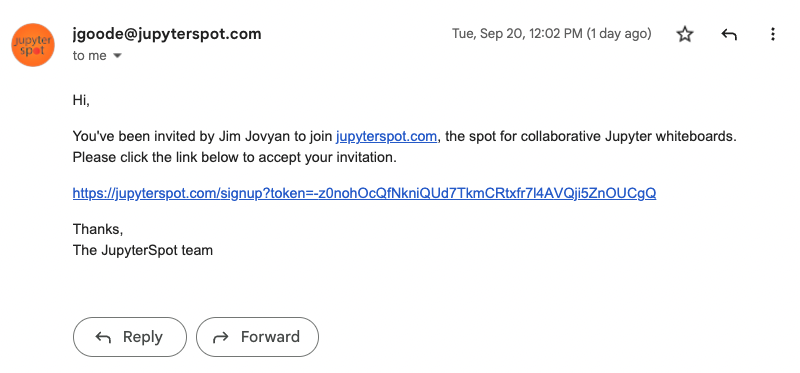 jupyter
spot
jgoode@jupyterspot.com
Tue, Sep 20, 12:02 PM (1 day ago)
to me
Hi,
You've been invited by Jim Jovyan to join jupyterspot.com, the spot for collaborative Jupyter whiteboards.
Please click the link below to accept your invitation.
https://jupyterspot.com/signup?token=-z0nohOcQfNkniQUd7TkmCRtxfr7l4AVQji5ZnOUCgQ
Thanks,
The JupyterSpot team
Reply
Forward